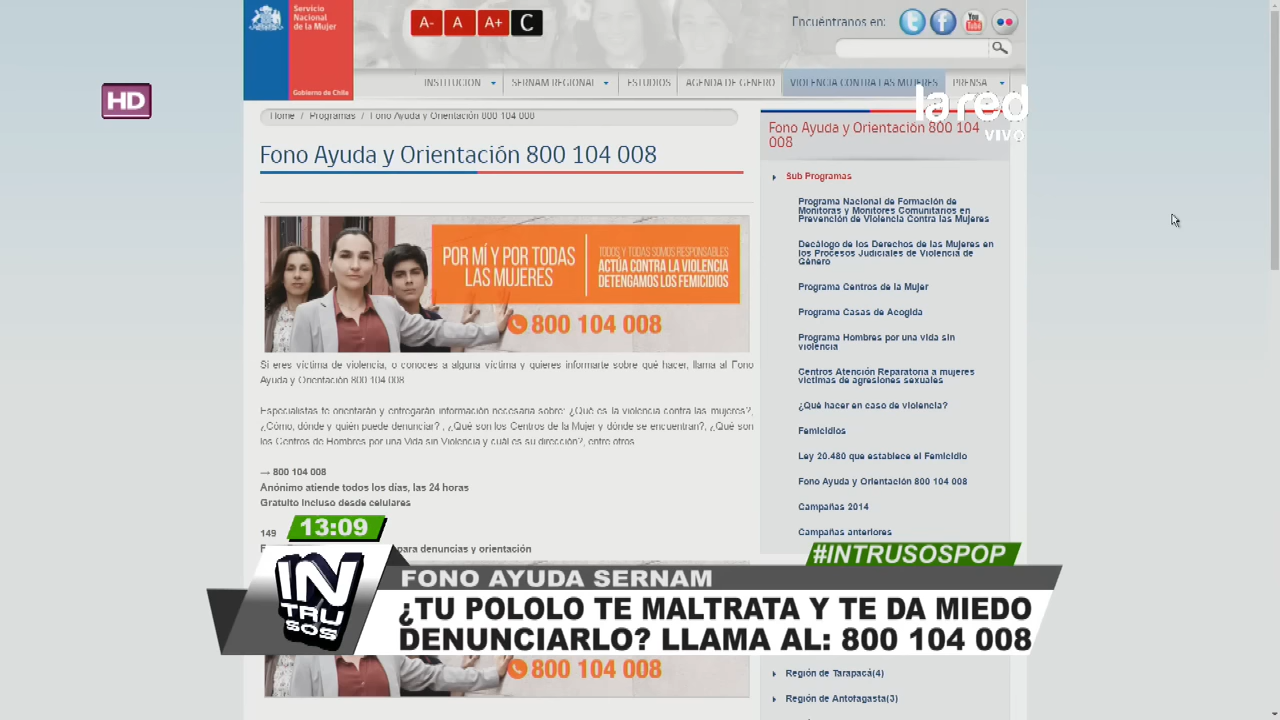 Servicio
Nacional
de la Mujer
Gobierno de Chile
A- A A+ C
Encuéntranos en:
You Tube
INSTITUCION SERNAM REGIONAL ESTUDIOS AGENDA DE GENERO VIOLENCIA CONTRA LAS MUJERES PRENSA
HD
la red
VIVO
Home / Programas / Fono Ayuda y Orientación 800 104 008
Fono Ayuda y Orientación 800 104 008
POR MÍ Y POR TODAS
LAS MUJERES
TODOS Y TODAS SOMOS RESPONSABLES
ACTÚA CONTRA LA VIOLENCIA
DETENGAMOS LOS FEMICIDIOS
800 104 008
Si eres víctima de violencia, o conoces a alguna víctima y quieres informarte sobre qué hacer, llama al Fono
Ayuda y Orientación 800 104 008
Especialistas te orientarán y entregarán información necesaria sobre: ¿Qué es la violencia contra las mujeres?,
¿Cómo, dónde y quién puede denunciar? , ¿Qué son los Centros de la Mujer y dónde se encuentran?, ¿Qué son
los Centros de Hombres por una Vida sin Violencia y cuál es su dirección?, entre otros
→ 800 104 008
Anónimo atiende todos los días, las 24 horas
Gratuito incluso desde celulares
149
para denuncias y orientación
Fono Ayuda y Orientación 800 104
008
Sub Programas
Programa Nacional de Formación de
Monitoras y Monitores Comunitarios en
Prevención de Violencia Contra las Mujeres
Decálogo de los Derechos de las Mujeres en
los Procesos Judiciales de Violencia de
Género
Programa Centros de la Mujer
Programa Casas de Acogida
Programa Hombres por una vida sin
violencia
Centros Atención Reparatoria a mujeres
víctimas de agresiones sexuales
¿Qué hacer en caso de violencia?
Femicidios
Ley 20.480 que establece el Femicidio
Fono Ayuda y Orientación 800 104 008
Campañas 2014
Campañas anteriores
13:09
#INTRUSOSPOP
INTRUSOS
FONO AYUDA SERNAM
¿TU POLOLO TE MALTRATA Y TE DA MIEDO
DENUNCIARLO? LLAMA AL: 800 104 008
800 104 008
Región de Tarapacá(4)
Región de Antofagasta(3)